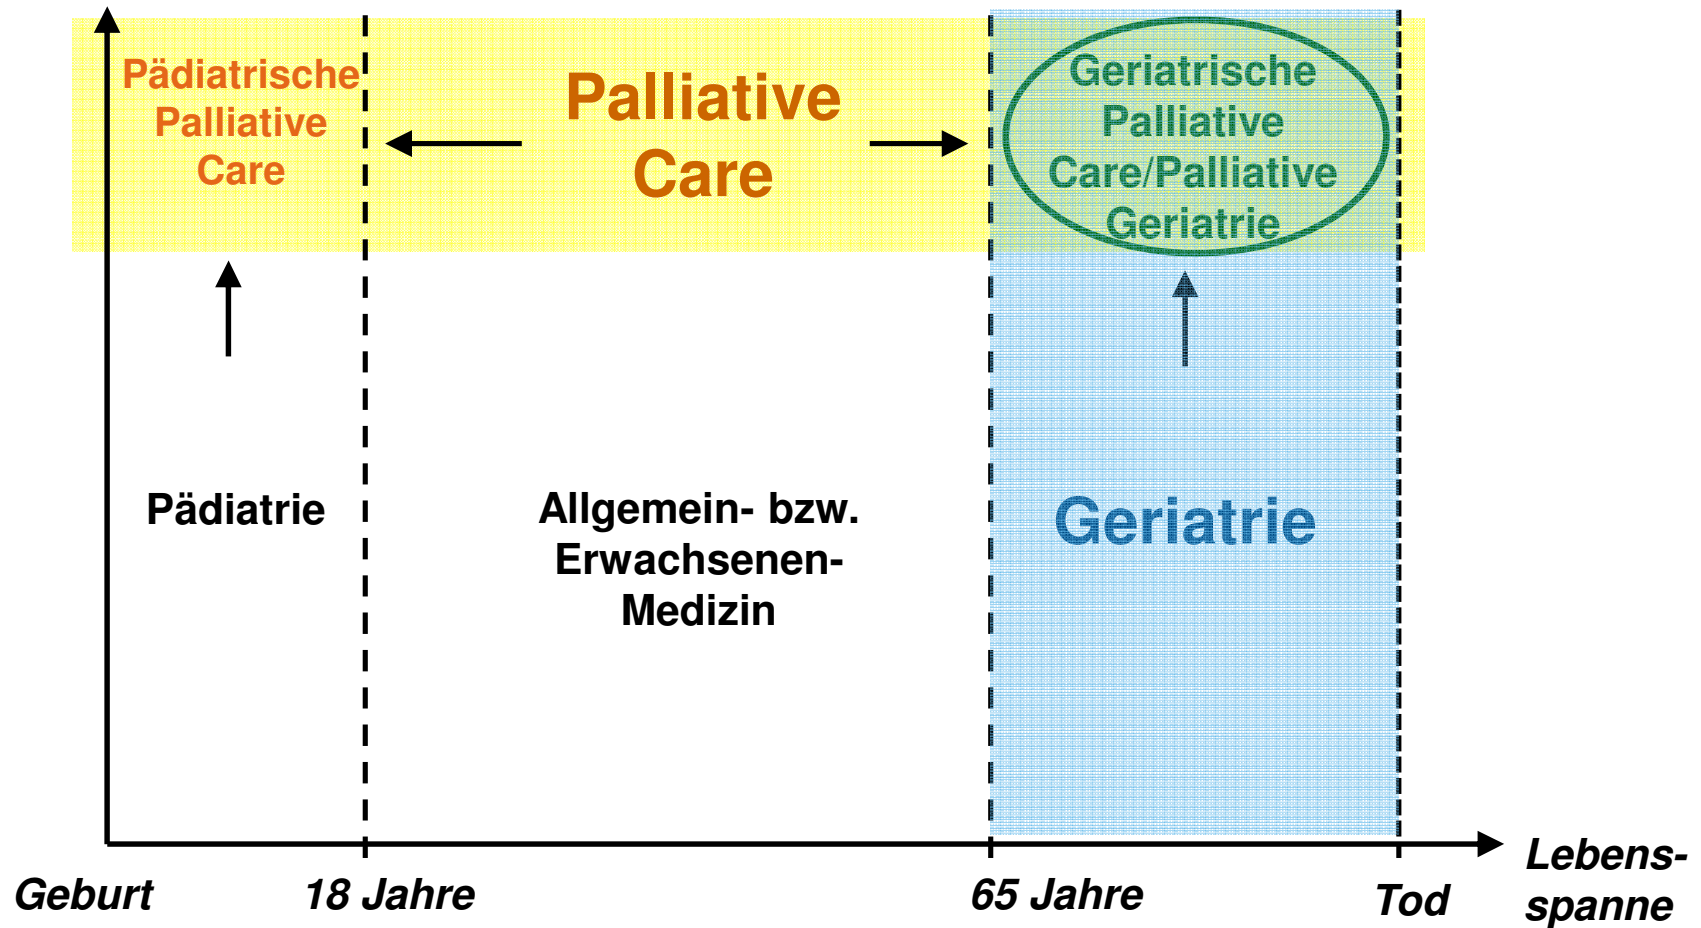 Pädiatrische
Palliative
Care
Palliative
Care
Geriatrische
Palliative
Care/Palliative
Geriatrie
Pädiatrie
Allgemein- bzw.
Erwachsenen-
Medizin
Geriatrie
Geburt
18 Jahre
65 Jahre
Tod
Lebens-
spanne